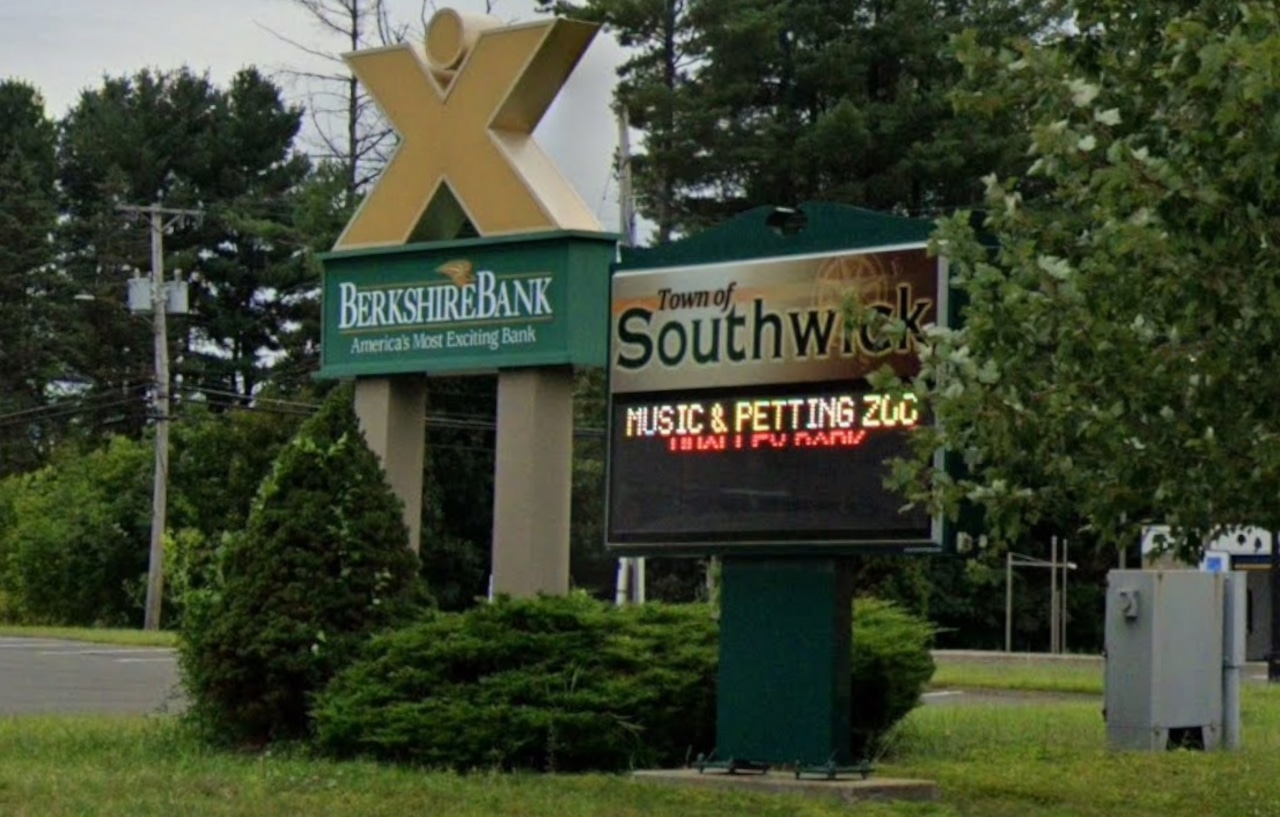 BERKSHIREBANK
America's Most Exciting Bank
Town of
Southwick
MUSIC & PETTING ZOO